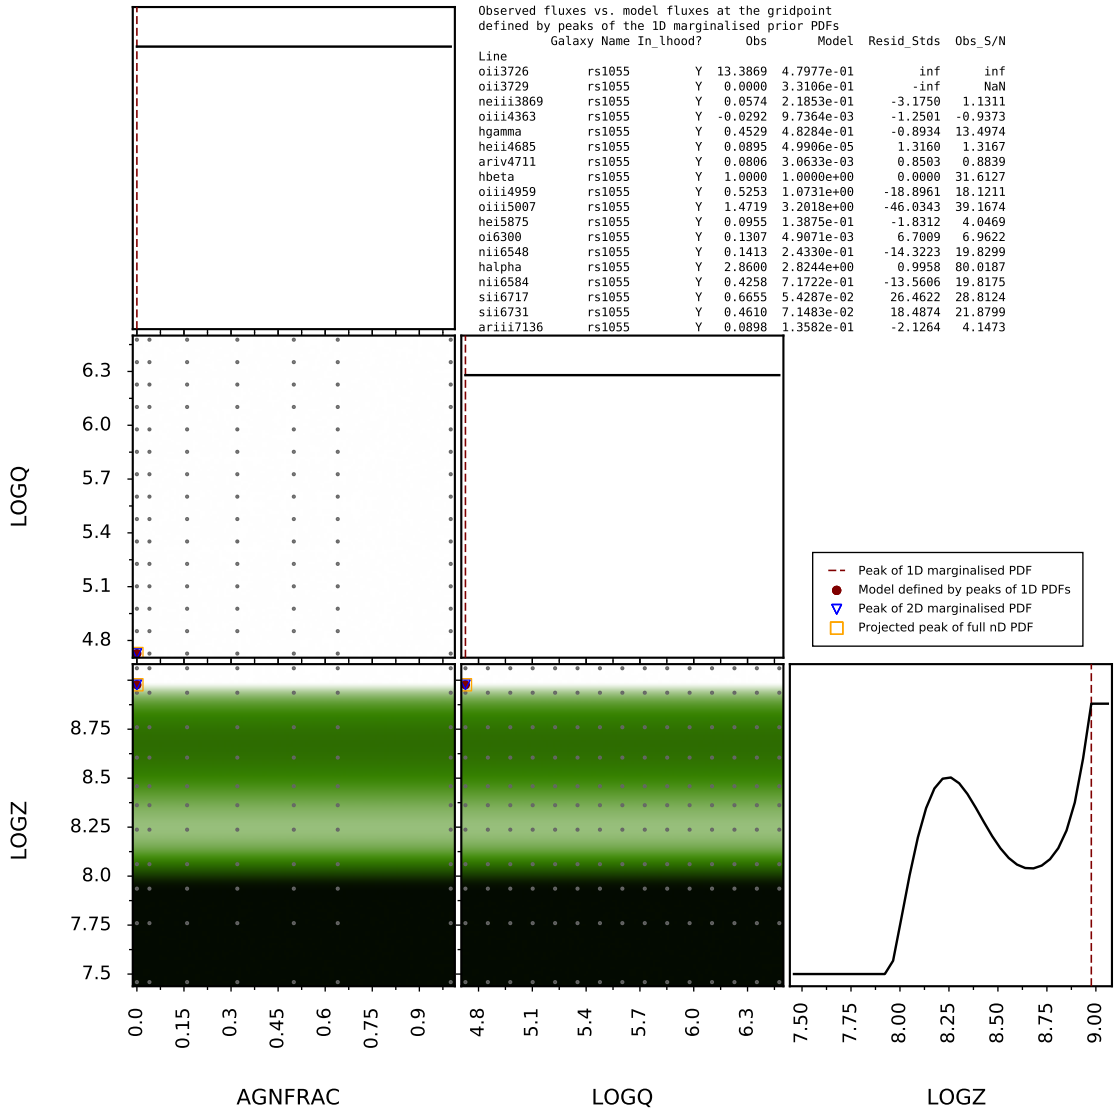 Observed fluxes vs. model fluxes at the gridpoint
defined by peaks of the 1D marginalised prior PDFs
Galaxy Name In_lhood? Obs Model Resid_Stds Obs_S/N
Line
oii3726 rs1055 Y 13.3869 4.7977e-01 inf inf
oii3729 rs1055 Y 0.0000 3.3106e-01 -inf NaN
neiii3869 rs1055 Y 0.0574 2.1853e-01 -3.1750 1.1311
oiii4363 rs1055 Y -0.0292 9.7364e-03 -1.2501 -0.9373
hgamma rs1055 Y 0.4529 4.8284e-01 -0.8934 13.4974
heii4685 rs1055 Y 0.0895 4.9906e-05 1.3160 1.3167
ariv4711 rs1055 Y 0.0806 3.0633e-03 0.8503 0.8839
hbeta rs1055 Y 1.0000 1.0000e+00 0.0000 31.6127
oiii4959 rs1055 Y 0.5253 1.0731e+00 -18.8961 18.1211
oiii5007 rs1055 Y 1.4719 3.2018e+00 -46.0343 39.1674
hei5875 rs1055 Y 0.0955 1.3875e-01 -1.8312 4.0469
oi6300 rs1055 Y 0.1307 4.9071e-03 6.7009 6.9622
nii6548 rs1055 Y 0.1413 2.4330e-01 -14.3223 19.8299
halpha rs1055 Y 2.8600 2.8244e+00 0.9958 80.0187
nii6584 rs1055 Y 0.4258 7.1722e-01 -13.5606 19.8175
sii6717 rs1055 Y 0.6655 5.4287e-02 26.4622 28.8124
sii6731 rs1055 Y 0.4610 7.1483e-02 18.4874 21.8799
ariii7136 rs1055 Y 0.0898 1.3582e-01 -2.1264 4.1473
LOGQ
6.3
6.0
5.7
5.4
5.1
4.8
Peak of 1D marginalised PDF
Model defined by peaks of 1D PDFs
Peak of 2D marginalised PDF
Projected peak of full nD PDF
LOGZ
8.75
8.5
8.25
8.0
7.75
7.5
0.0 0.15 0.3 0.45 0.6 0.75 0.9
4.8 5.1 5.4 5.7 6.0 6.3
7.50 7.75 8.00 8.25 8.50 8.75 9.00
AGNFRAC LOGQ LOGZ